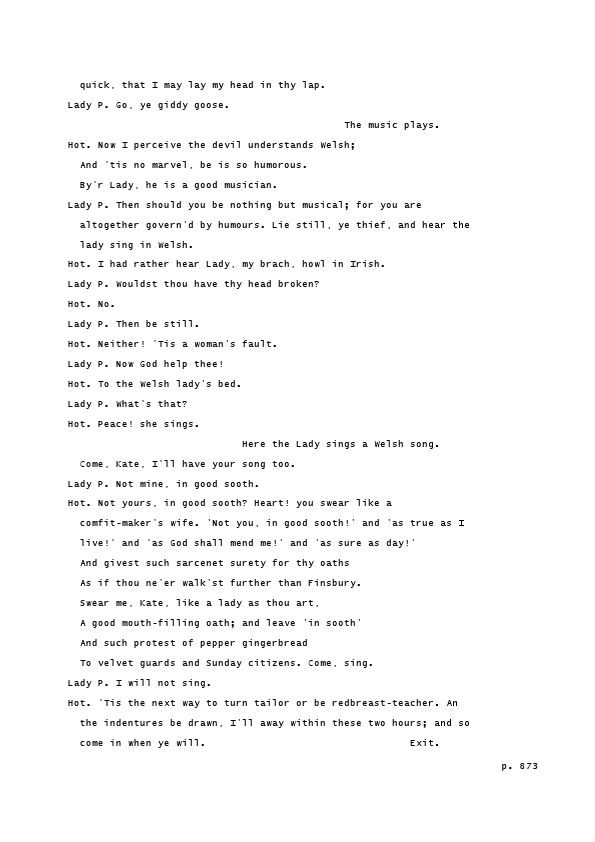 quick, that I may lay my head in thy lap.
Lady P. Go, ye giddy goose.
The music plays.
Hot. Now I perceive the devil understands Welsh;
And 'tis no marvel, be is so humorous.
By'r Lady, he is a good musician.
Lady P. Then should you be nothing but musical; for you are
altogether govern'd by humours. Lie still, ye thief, and hear the
lady sing in Welsh.
Hot. I had rather hear Lady, my brach, howl in Irish.
Lady P. Wouldst thou have thy head broken?
Hot. No.
Lady P. Then be still.
Hot. Neither! 'Tis a woman's fault.
Lady P. Now God help thee!
Hot. To the Welsh lady's bed.
Lady P. What's that?
Hot. Peace! she sings.
Here the Lady sings a Welsh song.
Come, Kate, I'll have your song too.
Lady P. Not mine, in good sooth.
Hot. Not yours, in good sooth? Heart! you swear like a
comfit-maker's wife. 'Not you, in good sooth!' and 'as true as I
live!' and 'as God shall mend me!' and 'as sure as day!'
And givest such sarcenet surety for thy oaths
As if thou ne'er walk'st further than Finsbury.
Swear me, Kate, like a lady as thou art,
A good mouth-filling oath; and leave 'in sooth'
And such protest of pepper gingerbread
To velvet guards and Sunday citizens. Come, sing.
Lady P. I will not sing.
Hot. 'Tis the next way to turn tailor or be redbreast-teacher. An
the indentures be drawn, I'll away within these two hours; and so
come in when ye will. Exit.
p. 873